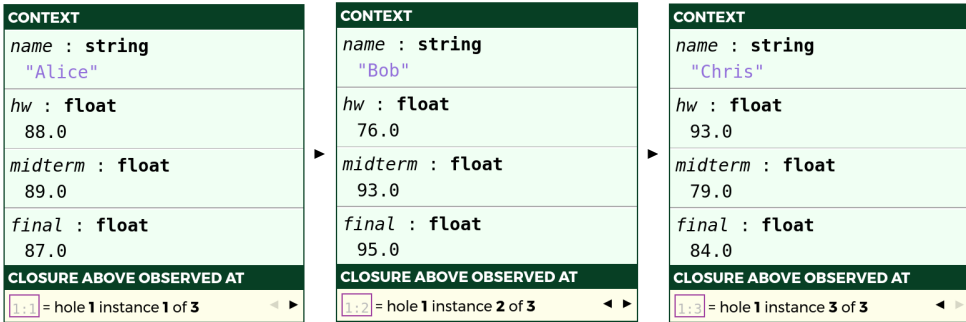 CONTEXT
name : string
"Alice"
hw : float
88.0
midterm : float
89.0
final : float
87.0
CLOSURE ABOVE OBSERVED AT
1:1 = hole 1 instance 1 of 3
CONTEXT
name : string
"Bob"
hw : float
76.0
midterm : float
93.0
final : float
95.0
CLOSURE ABOVE OBSERVED AT
1:2 = hole 1 instance 2 of 3
CONTEXT
name : string
"Chris"
hw : float
93.0
midterm : float
79.0
final : float
84.0
CLOSURE ABOVE OBSERVED AT
1:3 = hole 1 instance 3 of 3